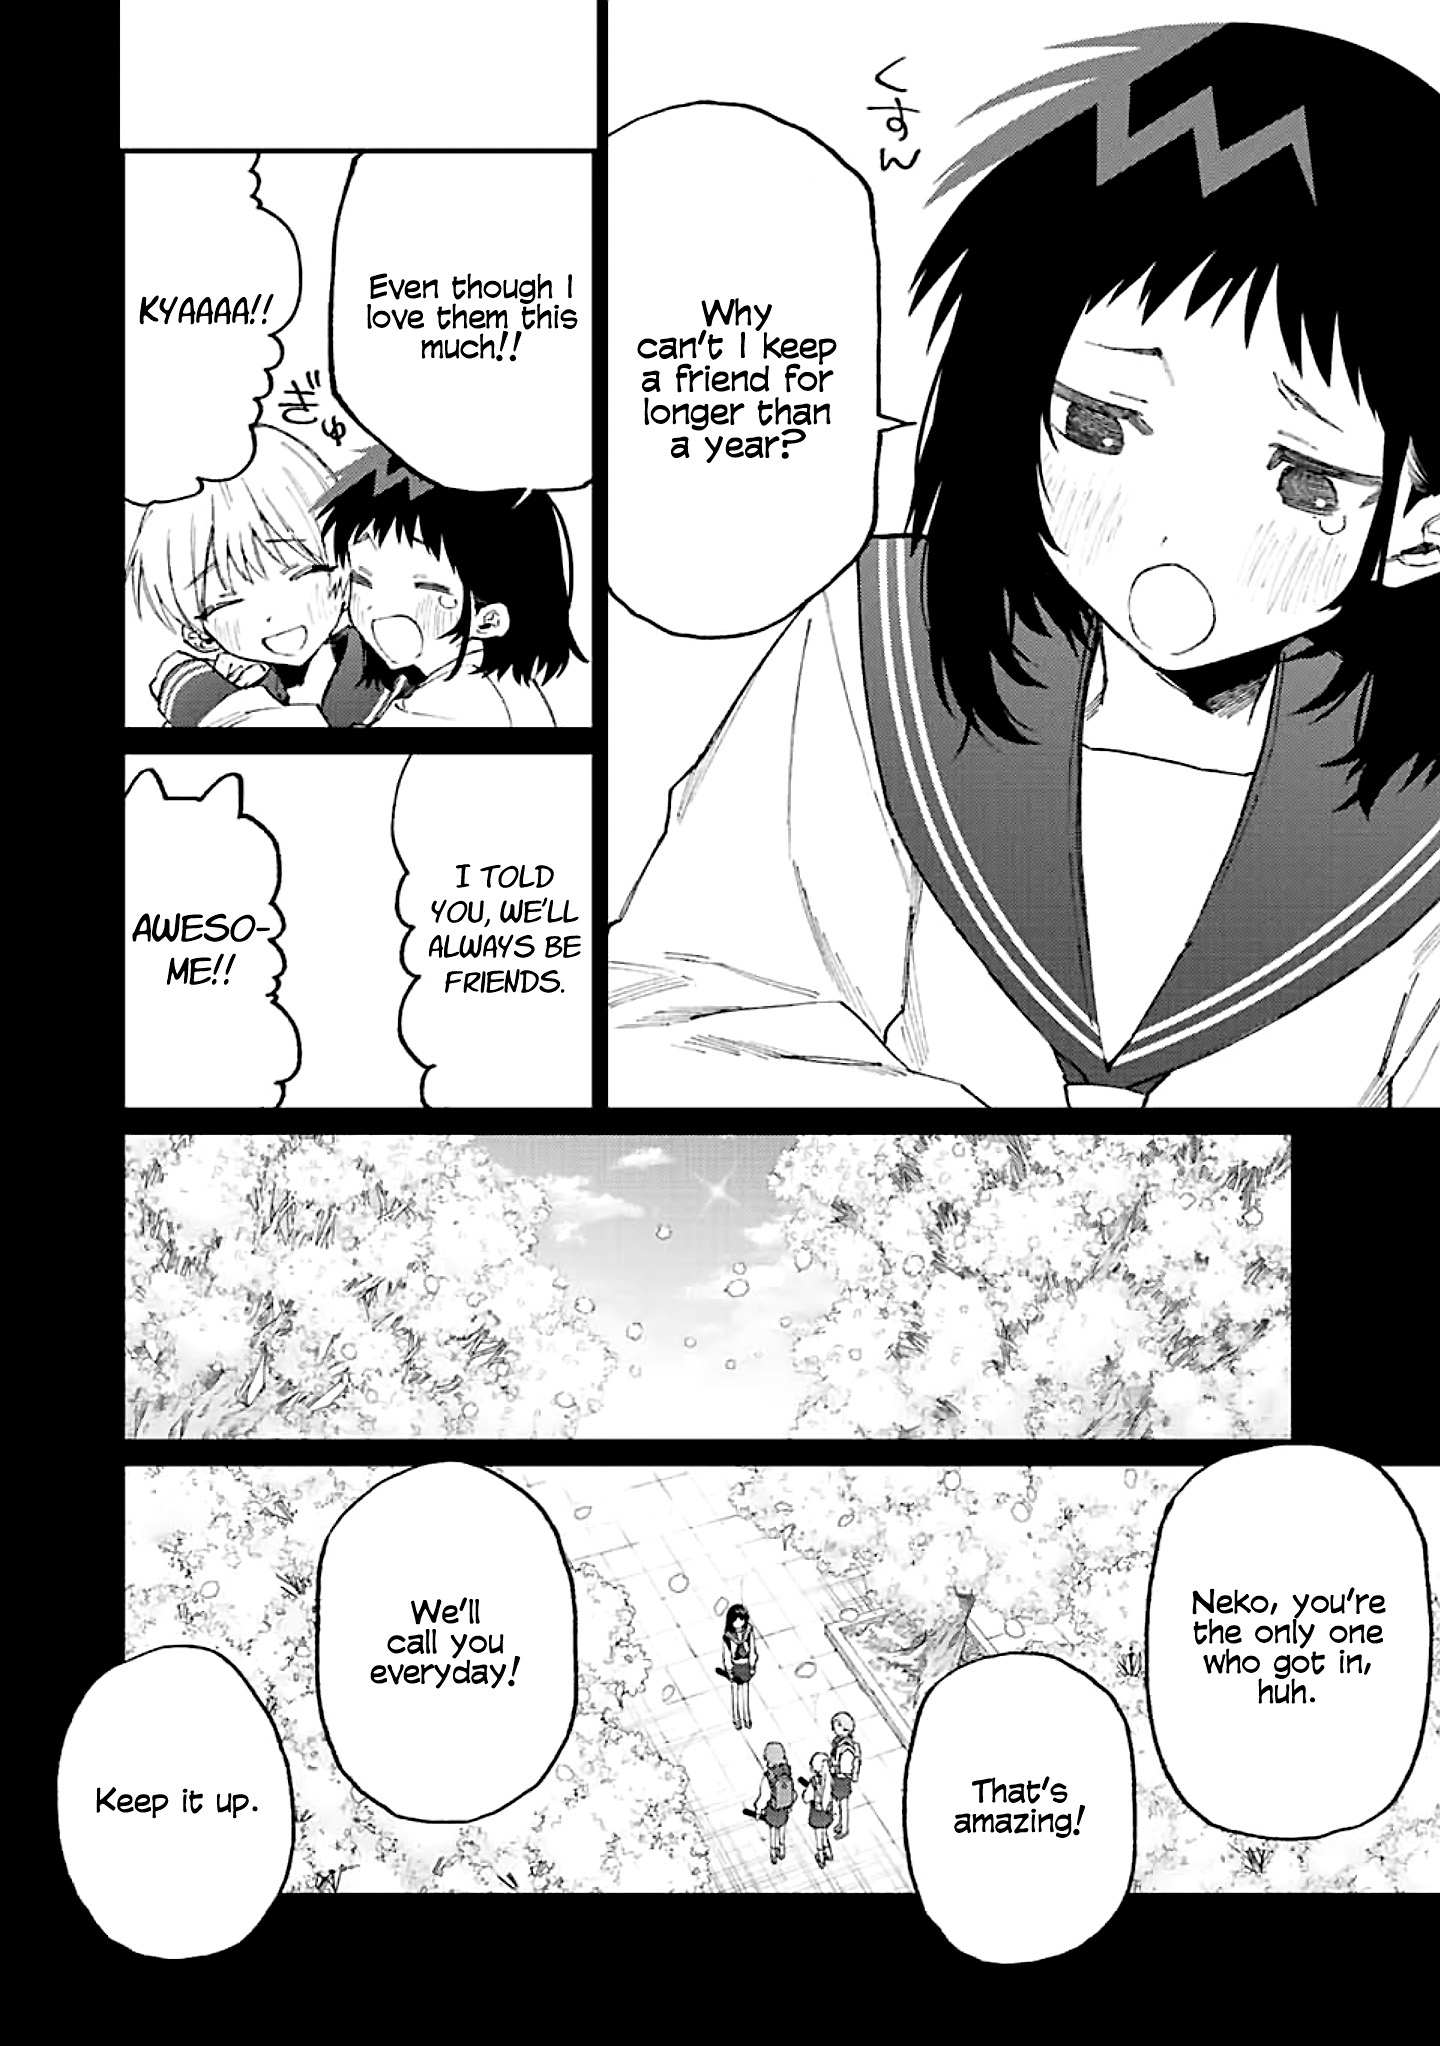 くすん
Why
can't I keep
a friend for
longer than
a year?
Even though I
love them this
much!!
ぎゅ
KYAAAA!!
I TOLD
YOU, WE'LL
ALWAYS BE
FRIENDS.
AWESO-
ME!!
Neko, you're
the only one
who got in,
huh.
That's
amazing!
We'll
call you
everyday!
Keep it up.